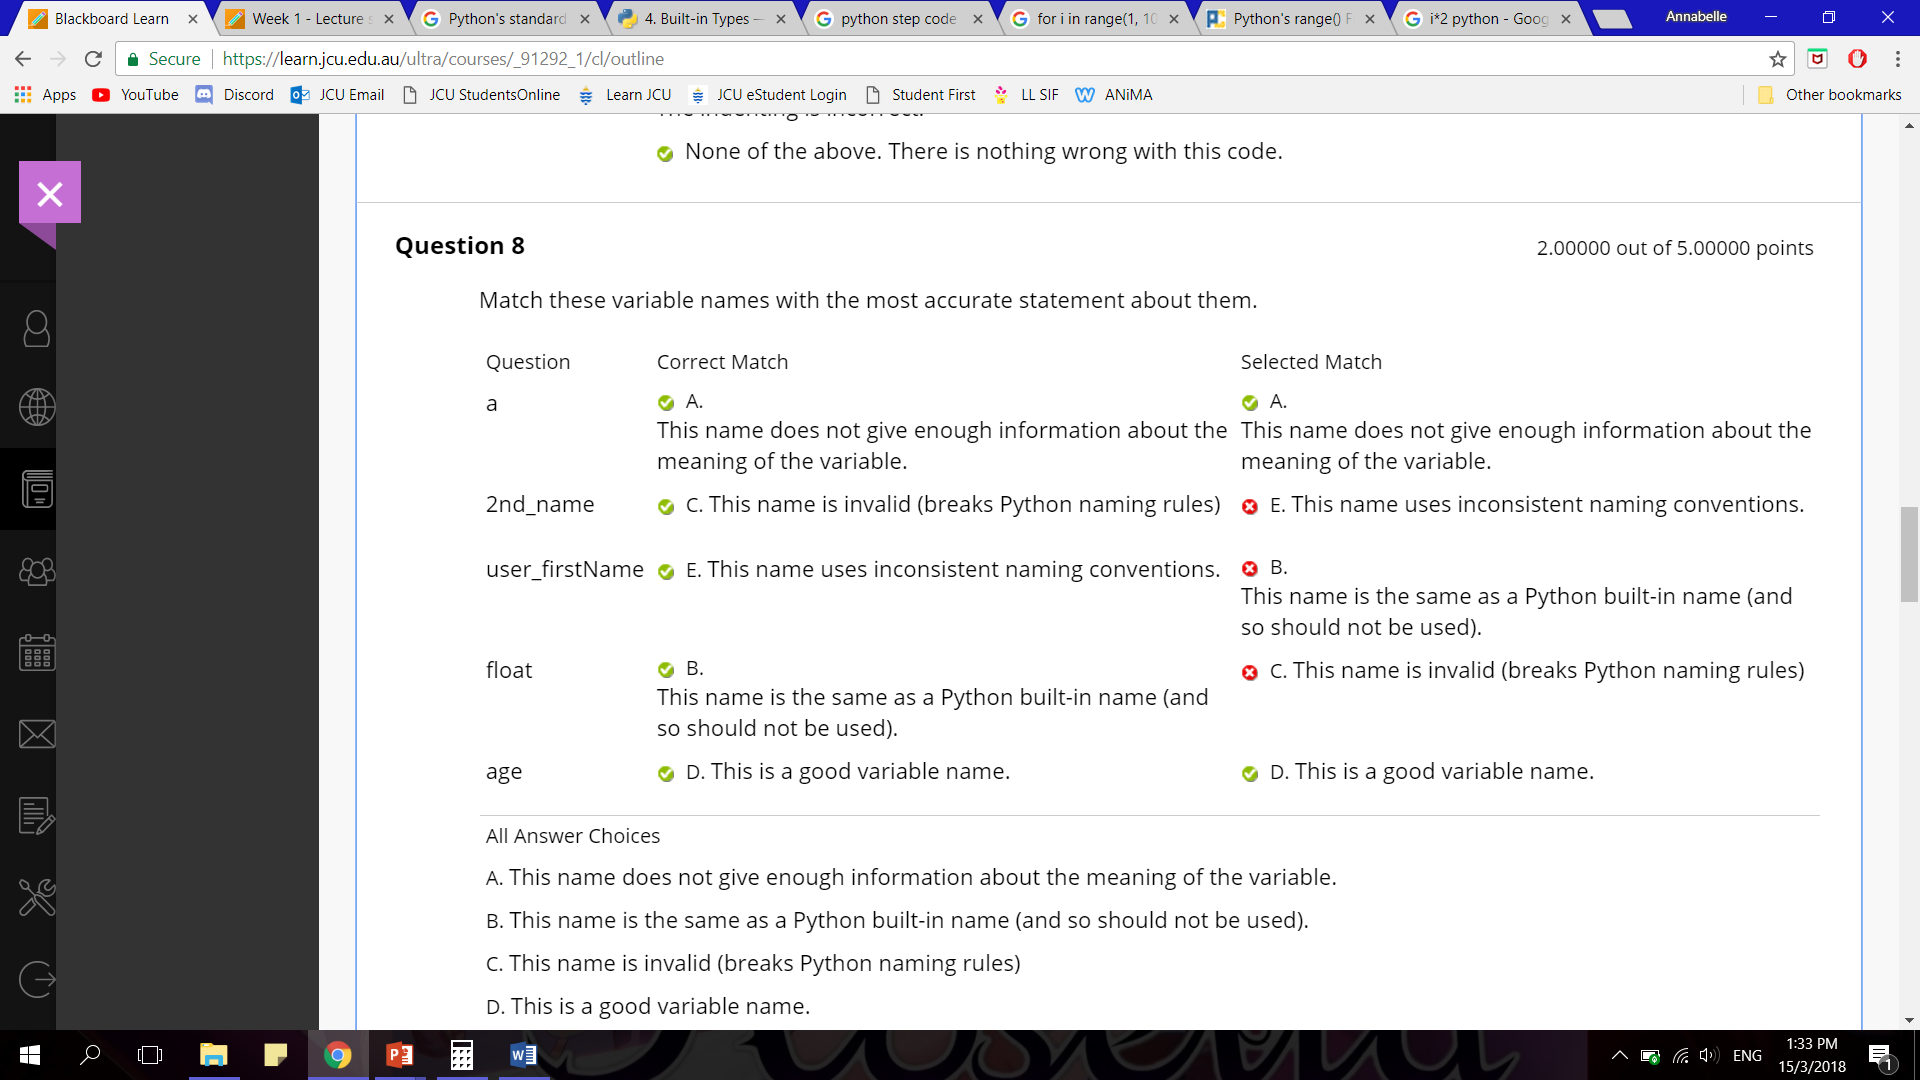 Blackboard Learn
Week 1 - Lecture s
Python's standard
4. Built-in Types —
python step code
for i in range(1, 10
Python's range() F
i*2 python - Goog
Annabelle
Secure
https://learn.jcu.edu.au/ultra/courses/_91292_1/cl/outline
Apps
YouTube
Discord
JCU Email
JCU StudentsOnline
Learn JCU
JCU eStudent Login
Student First
LL SIF
ANiMA
Other bookmarks
The indenting is incorrect.
None of the above. There is nothing wrong with this code.
Question 8
2.00000 out of 5.00000 points
Match these variable names with the most accurate statement about them.
Question Correct Match Selected Match
a
A.
This name does not give enough information about the
meaning of the variable.
A.
This name does not give enough information about the
meaning of the variable.
2nd_name
C. This name is invalid (breaks Python naming rules)
E. This name uses inconsistent naming conventions.
user_firstName
E. This name uses inconsistent naming conventions.
B.
This name is the same as a Python built-in name (and
so should not be used).
float
B.
This name is the same as a Python built-in name (and
so should not be used).
C. This name is invalid (breaks Python naming rules)
age
D. This is a good variable name.
D. This is a good variable name.
All Answer Choices
A. This name does not give enough information about the meaning of the variable.
B. This name is the same as a Python built-in name (and so should not be used).
C. This name is invalid (breaks Python naming rules)
D. This is a good variable name.
ENG
1:33 PM
15/3/2018
1